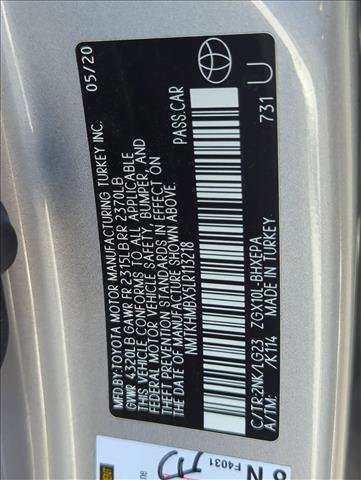 05/20
MFD.BY:TOYOTA MOTOR MANUFACTURING TURKEY INC.
GVWR 4320LB GAWR FR 2315LB RR 2370LB
THIS VEHICLE CONFORMS TO ALL APPLICABLE
FEDERAL MOTOR VEHICLE SAFETY, BUMPER, AND
THEFT PREVENTION STANDARDS IN EFFECT ON
THE DATE OF MANUFACTURE SHOWN ABOVE.
NMTKHMBX5LR113218 PASS.CAR
C/TR:2NK/LG23 ZGX10L-BHXEPA 731 U
A/TM: /K114 MADE IN TURKEY
F4031